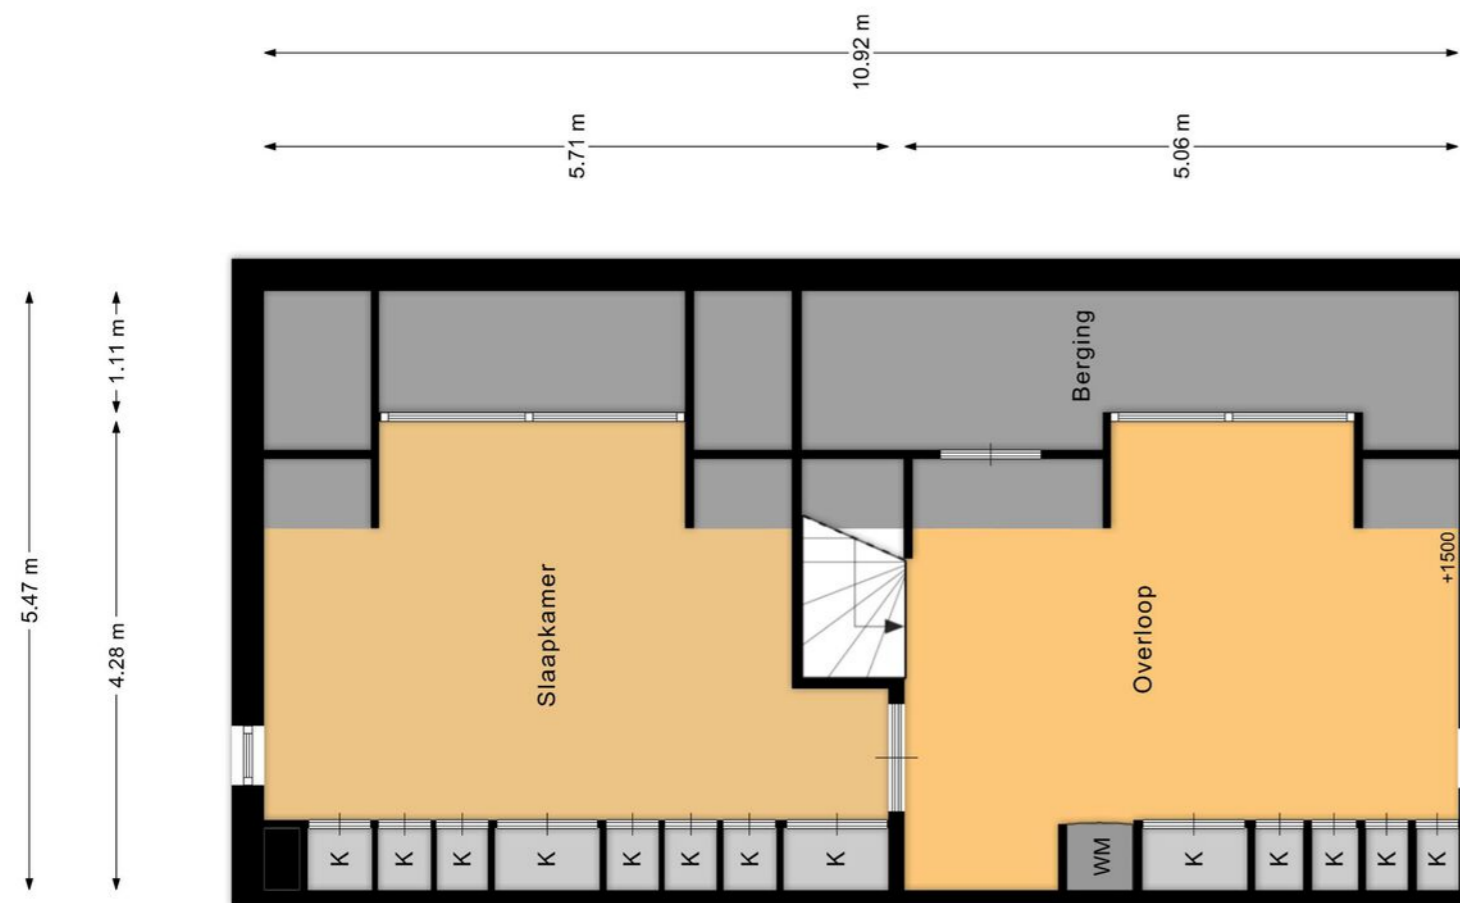 10.92 m
5.71 m
5.06 m
5.47 m
1.11 m
4.28 m
Berging
Slaapkamer
Overloop
+1500
K
K
K
K
K
K
K
K
WM
K
K
K
K
K